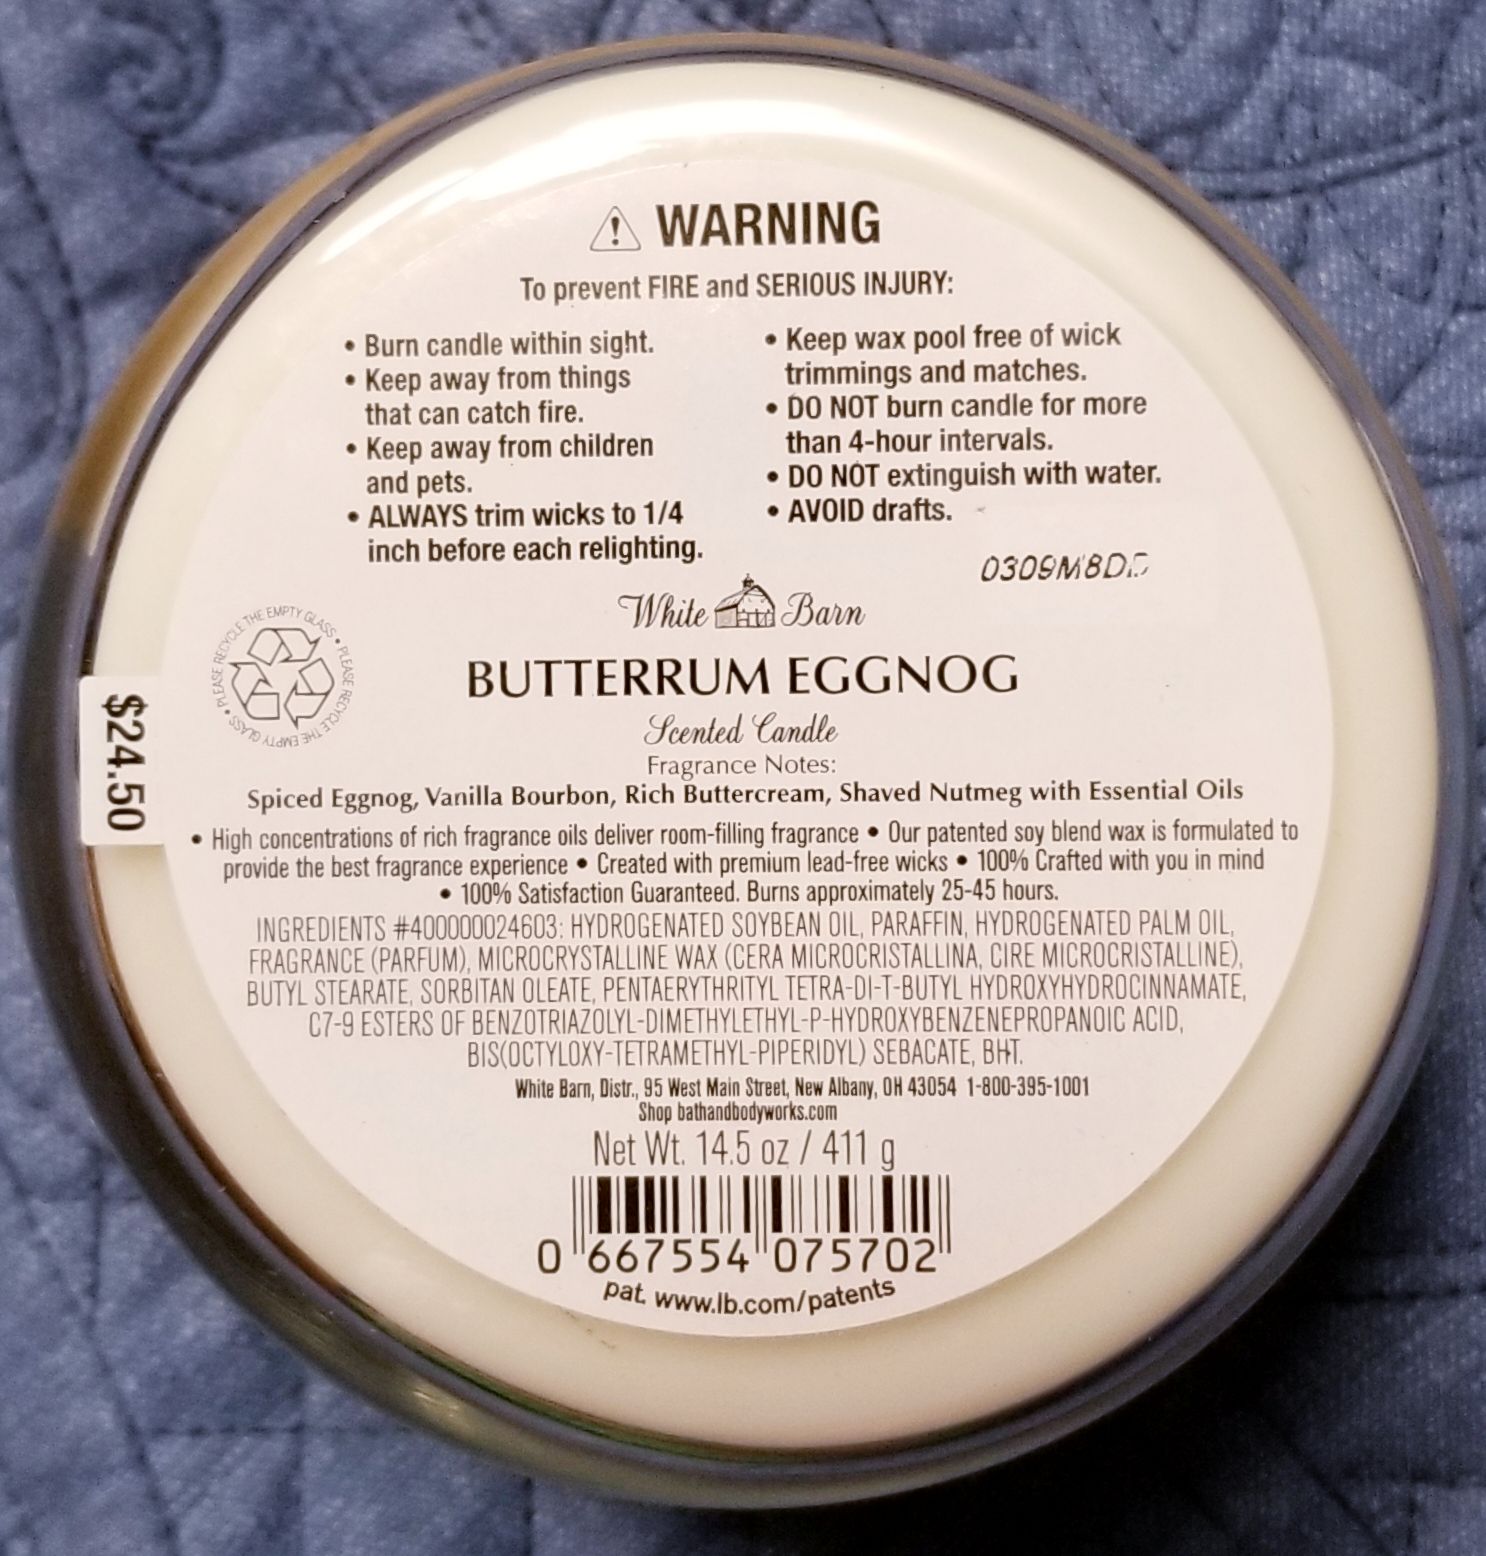 WARNING
To prevent FIRE and SERIOUS INJURY:
• Burn candle within sight.
• Keep away from things
that can catch fire.
• Keep away from children
and pets.
• ALWAYS trim wicks to 1/4
inch before each relighting.
• Keep wax pool free of wick
trimmings and matches.
• DO NOT burn candle for more
than 4-hour intervals.
• DO NOT extinguish with water.
• AVOID drafts.
White Barn
PLEASE RECYCLE THE EMPTY GLASS • PLEASE RECYCLE THE EMPTY GLASS •
BUTTERRUM EGGNOG
Scented Candle
Fragrance Notes:
Spiced Eggnog, Vanilla Bourbon, Rich Buttercream, Shaved Nutmeg with Essential Oils
• High concentrations of rich fragrance oils deliver room-filling fragrance • Our patented soy blend wax is formulated to
provide the best fragrance experience • Created with premium lead-free wicks • 100% Crafted with you in mind
• 100% Satisfaction Guaranteed. Burns approximately 25-45 hours.
INGREDIENTS #400000024603: HYDROGENATED SOYBEAN OIL, PARAFFIN, HYDROGENATED PALM OIL,
FRAGRANCE (PARFUM), MICROCRYSTALLINE WAX (CERA MICROCRISTALLINA, CIRE MICROCRISTALLINE),
BUTYL STEARATE, SORBITAN OLEATE, PENTAERYTHRITYL TETRA-DI-T-BUTYL HYDROXYHYDROCINNAMATE,
C7-9 ESTERS OF BENZOTRIAZOLYL-DIMETHYLETHYL-P-HYDROXYBENZENEPROPANOIC ACID,
BIS(OCTYLOXY-TETRAMETHYL-PIPERIDYL) SEBACATE, BHT.
White Barn, Distr., 95 West Main Street, New Albany, OH 43054 1-800-395-1001
Shop bathandbodyworks.com
Net Wt. 14.5 oz / 411 g
0 667554 075702
pat. www.lb.com/patents
$24.50